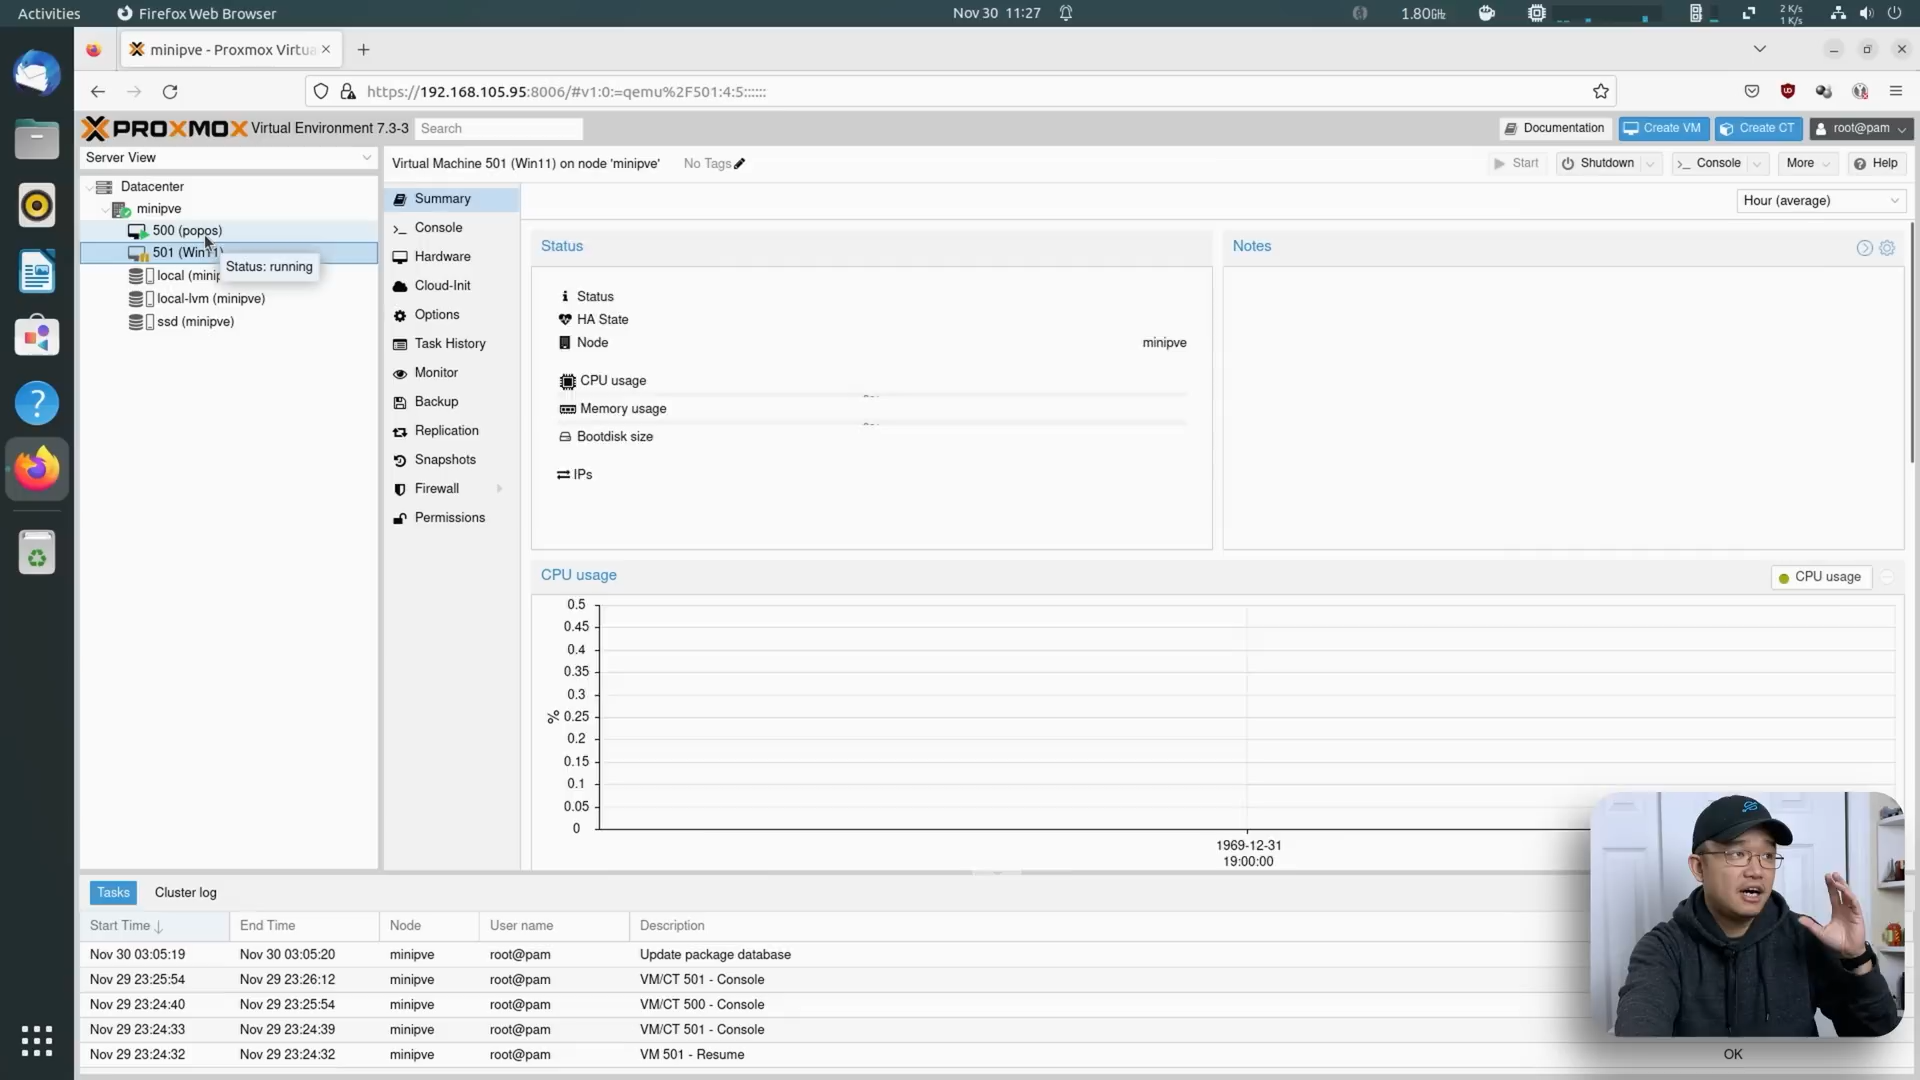 Activities
Firefox Web Browser
Nov 30 11:27
1.80GHz
2 K/s
1 K/s
minipve - Proxmox Virtua
https://192.168.105.95:8006/#v1:0:=qemu%2F501:4:5::::::
PROXMOX Virtual Environment 7.3-3
Search
Documentation
Create VM
Create CT
root@pam
Server View
Virtual Machine 501 (Win11) on node 'minipve'
No Tags
Start
Shutdown
Console
More
Help
Datacenter
minipve
500 (popos)
501 (Win11)
Status: running
local (minip
local-lvm (minipve)
ssd (minipve)
Summary
Console
Hardware
Cloud-Init
Options
Task History
Monitor
Backup
Replication
Snapshots
Firewall
Permissions
Hour (average)
Status
Status
HA State
Node
minipve
CPU usage
Memory usage
Bootdisk size
IPs
Notes
CPU usage
CPU usage
0.5
0.45
0.4
0.35
0.3
0.25
0.2
0.15
0.1
0.05
0
%
1969-12-31
19:00:00
Tasks
Cluster log
Start Time
End Time
Node
User name
Description
Nov 30 03:05:19
Nov 30 03:05:20
minipve
root@pam
Update package database
Nov 29 23:25:54
Nov 29 23:26:12
minipve
root@pam
VM/CT 501 - Console
Nov 29 23:24:40
Nov 29 23:25:54
minipve
root@pam
VM/CT 500 - Console
Nov 29 23:24:33
Nov 29 23:24:39
minipve
root@pam
VM/CT 501 - Console
Nov 29 23:24:32
Nov 29 23:24:32
minipve
root@pam
VM 501 - Resume
OK